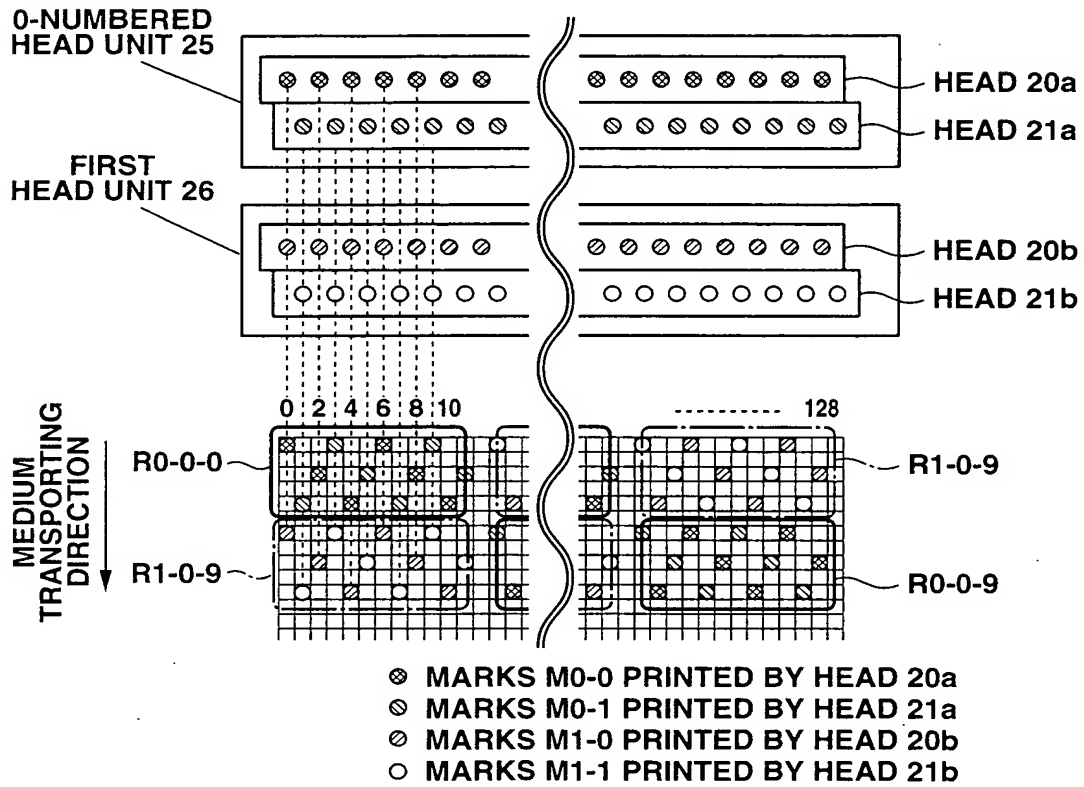 0-NUMBERED
HEAD UNIT 25
HEAD 20a
HEAD 21a
FIRST
HEAD UNIT 26
HEAD 20b
HEAD 21b
0 2 4 6 8 10 128
MEDIUM
TRANSPORTING
DIRECTION
R0-0-0
R1-0-9
R1-0-9
R0-0-9
MARKS M0-0 PRINTED BY HEAD 20a
MARKS M0-1 PRINTED BY HEAD 21a
MARKS M1-0 PRINTED BY HEAD 20b
MARKS M1-1 PRINTED BY HEAD 21b